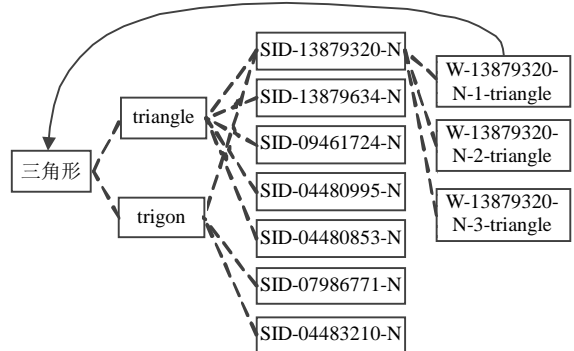 三角形
triangle
trigon
SID-13879320-N
SID-13879634-N
SID-09461724-N
SID-04480995-N
SID-04480853-N
SID-07986771-N
SID-04483210-N
W-13879320-
N-1-triangle
W-13879320-
N-2-triangle
W-13879320-
N-3-triangle